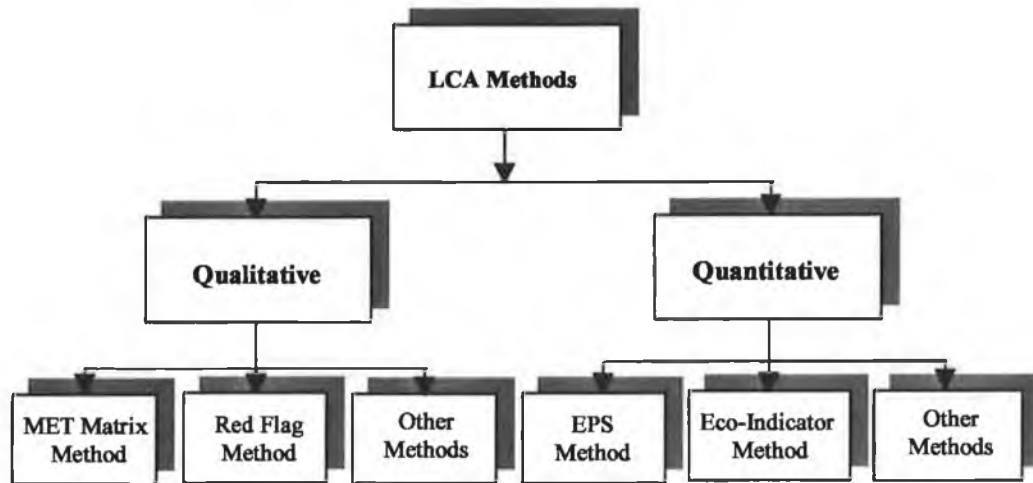 LCA Methods
Qualitative
Quantitative
MET Matrix
Method
Red Flag
Method
Other
Methods
EPS
Method
Eco-Indicator
Method
Other
Methods